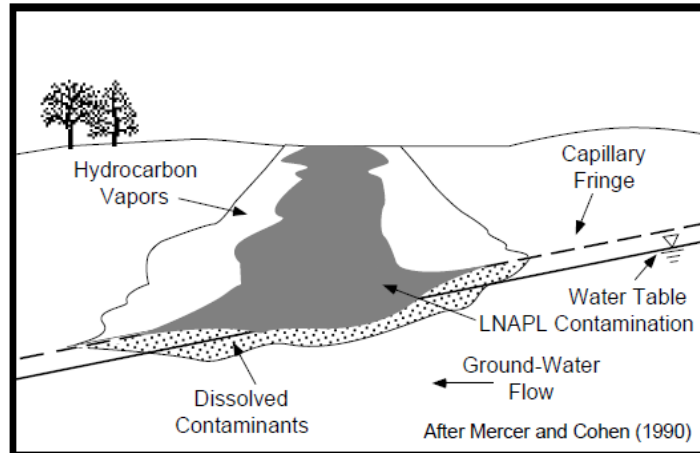 Hydrocarbon
Vapors
Capillary
Fringe
Water Table
LNAPL Contamination
Ground-Water
Flow
Dissolved
Contaminants
After Mercer and Cohen (1990)